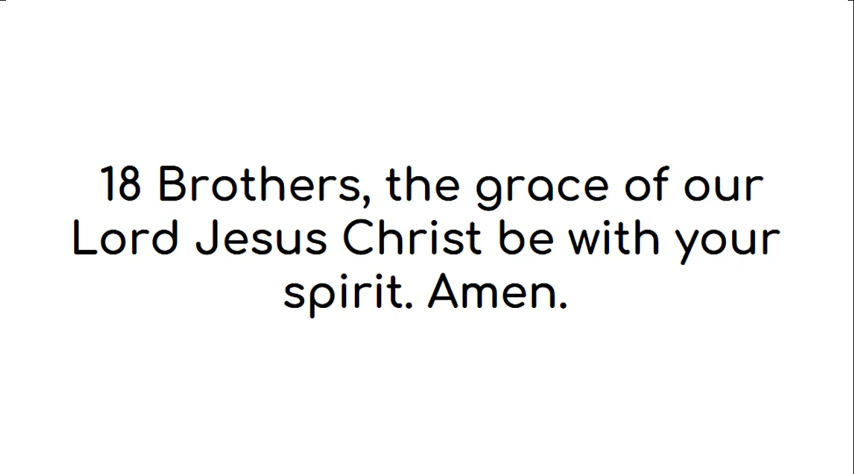 18 Brothers, the grace of our
Lord Jesus Christ be with your
spirit. Amen.